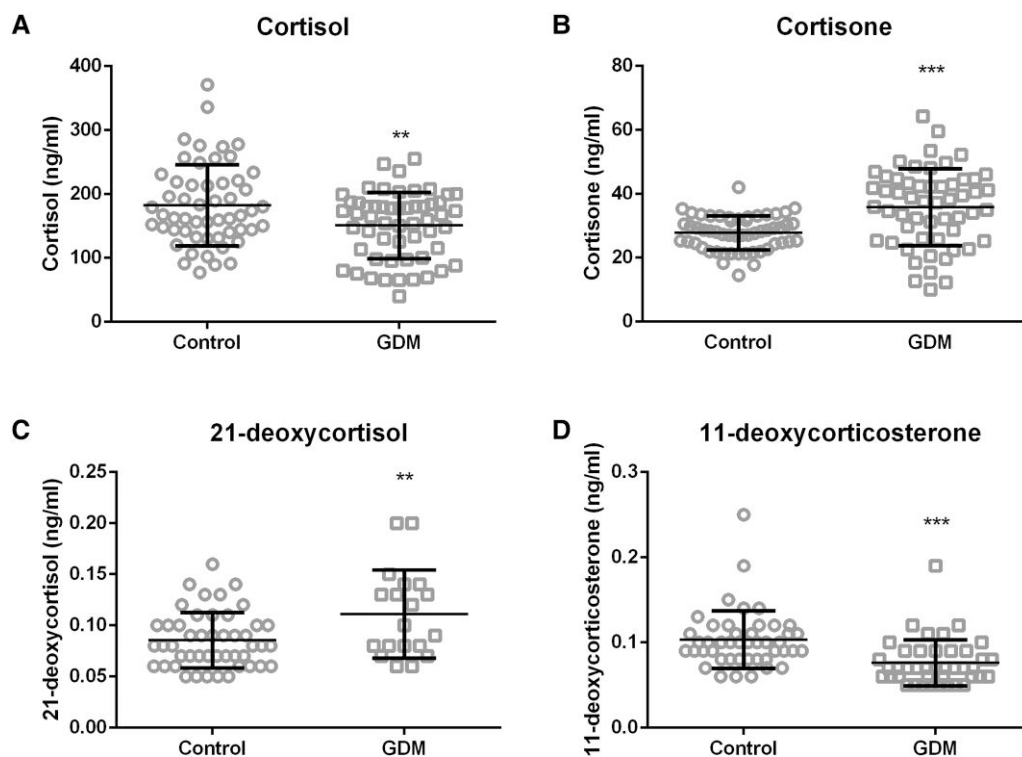 A
Cortisol
Cortisol (ng/ml)
400
300
200
100
0
**
Control
GDM
B
Cortisone
Cortisone (ng/ml)
80
60
40
20
0
***
Control
GDM
C
21-deoxycortisol
21-deoxycortisol (ng/ml)
0.25
0.20
0.15
0.10
0.05
0.00
**
Control
GDM
D
11-deoxycorticosterone
11-deoxycorticosterone (ng/ml)
0.3
0.2
0.1
0.0
***
Control
GDM